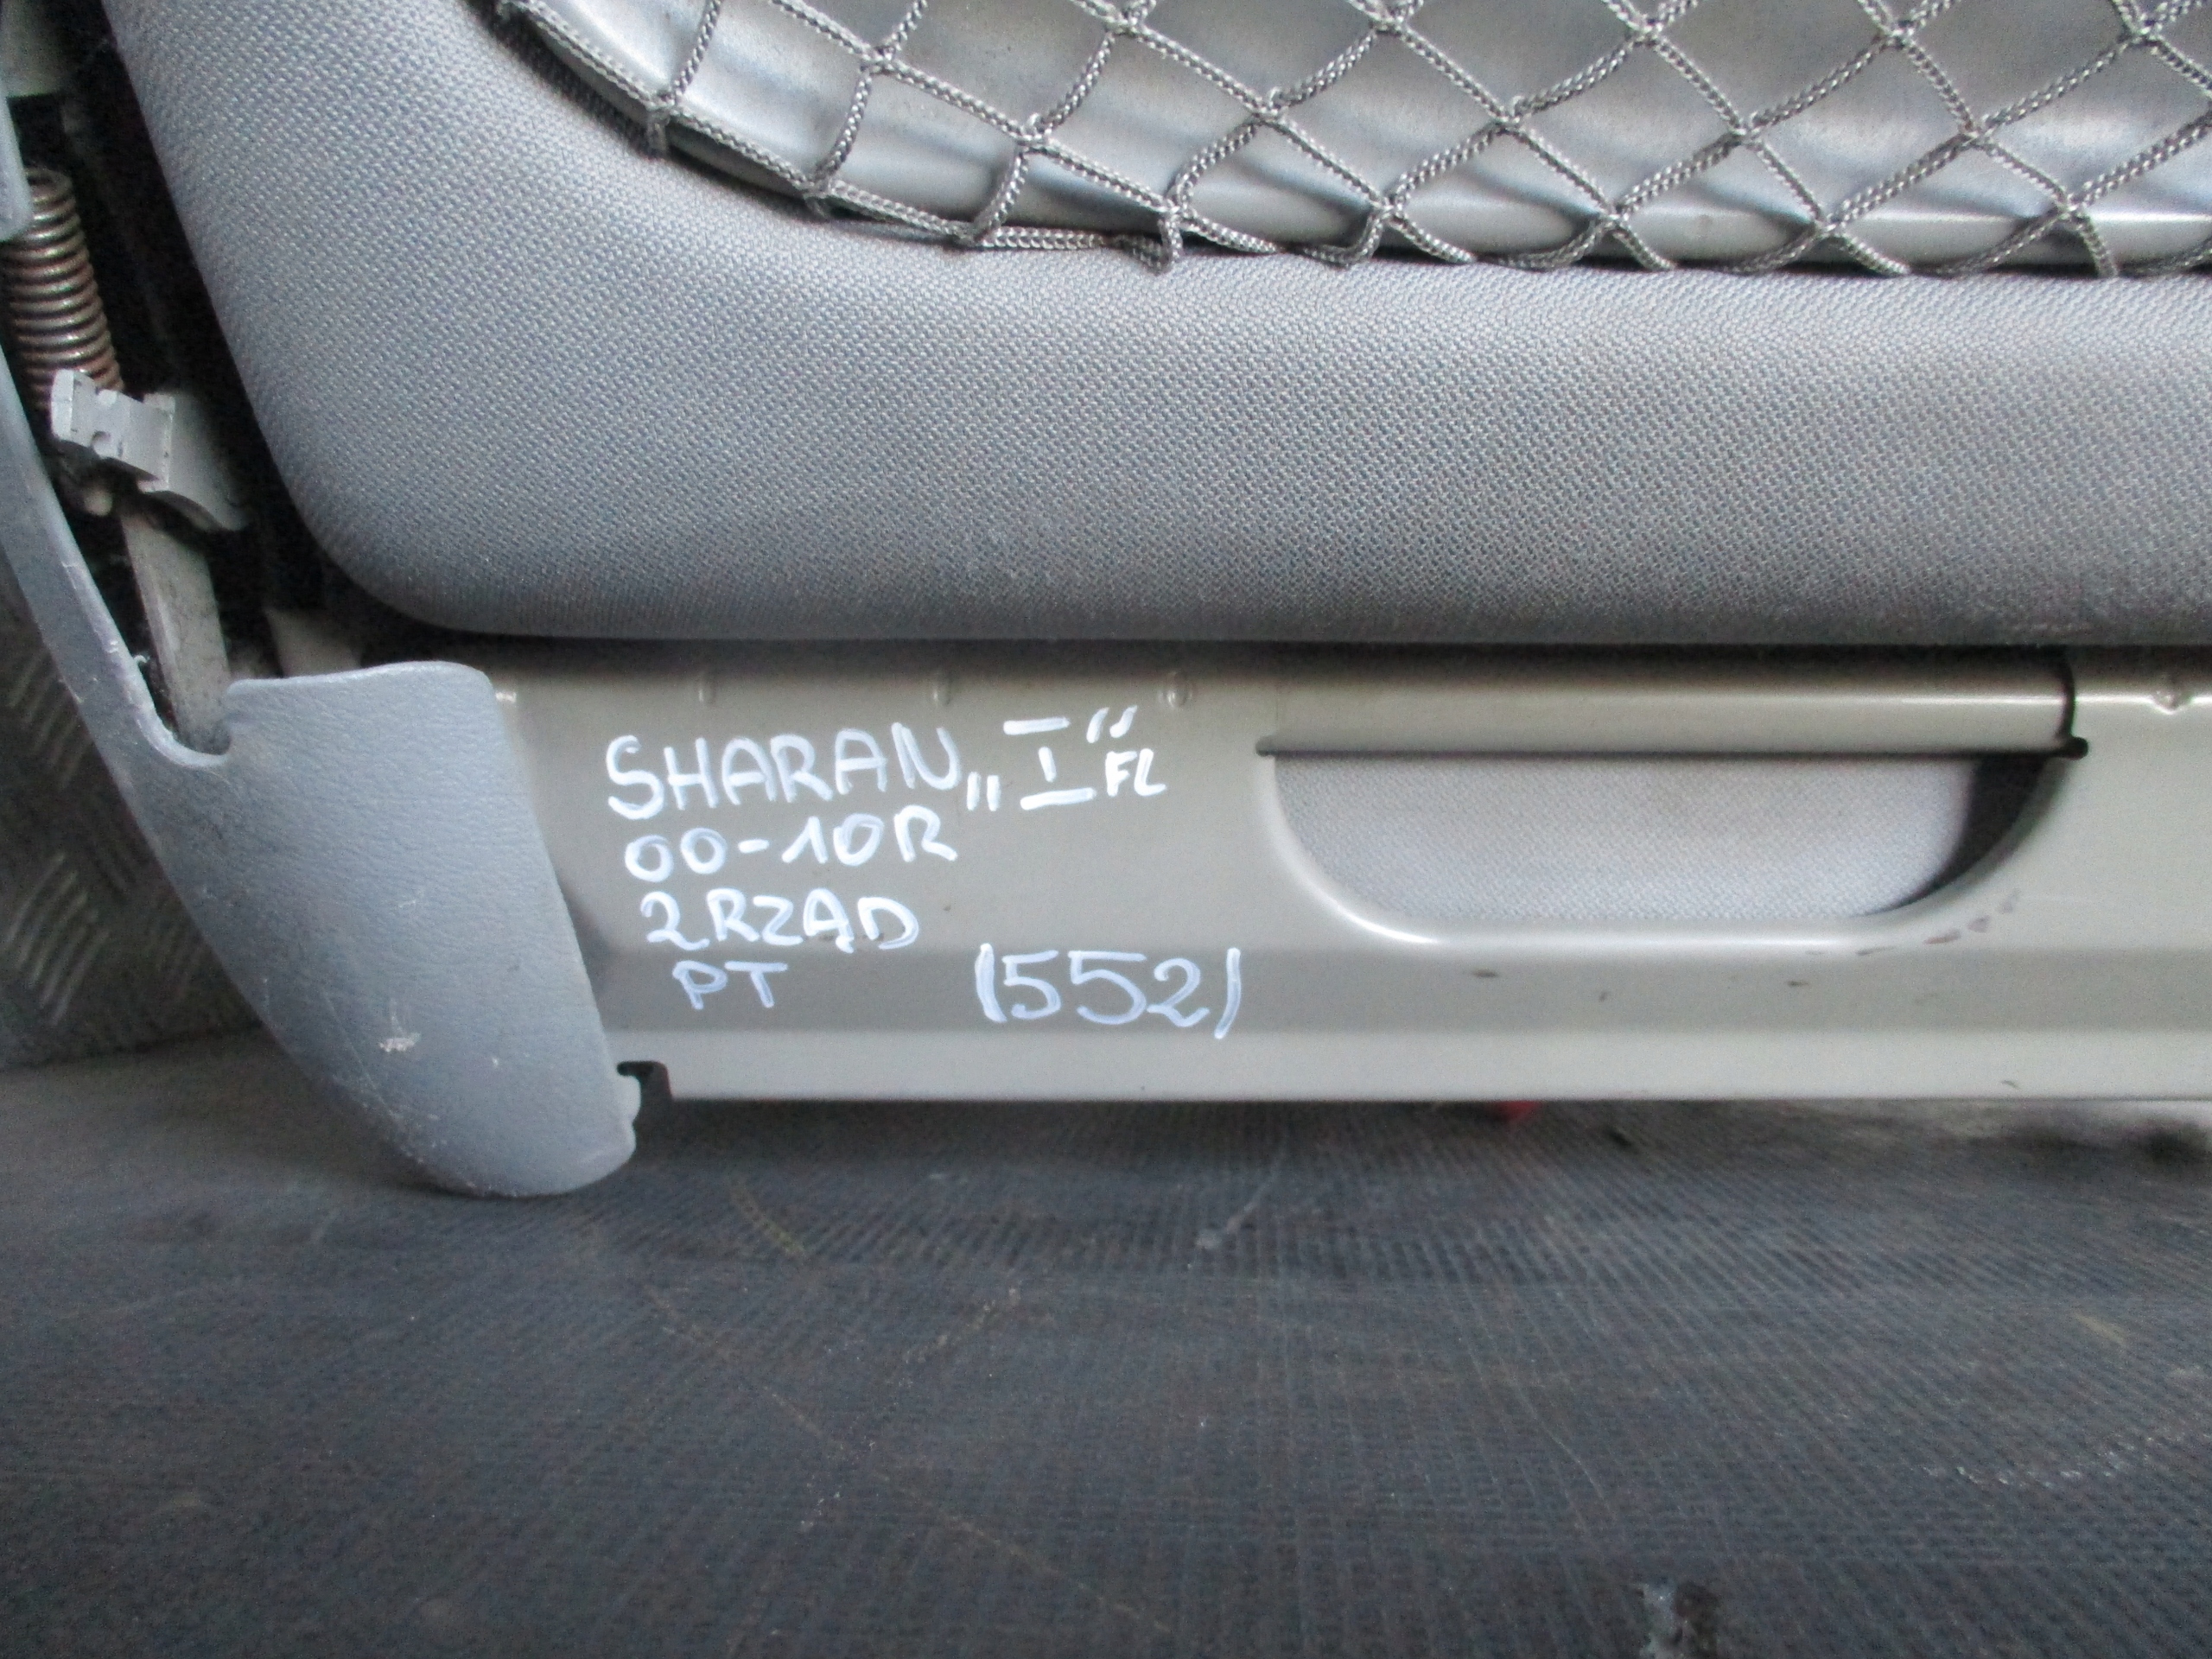 SHARAN „I" FL
00-10R
2RZAD
PT (552)